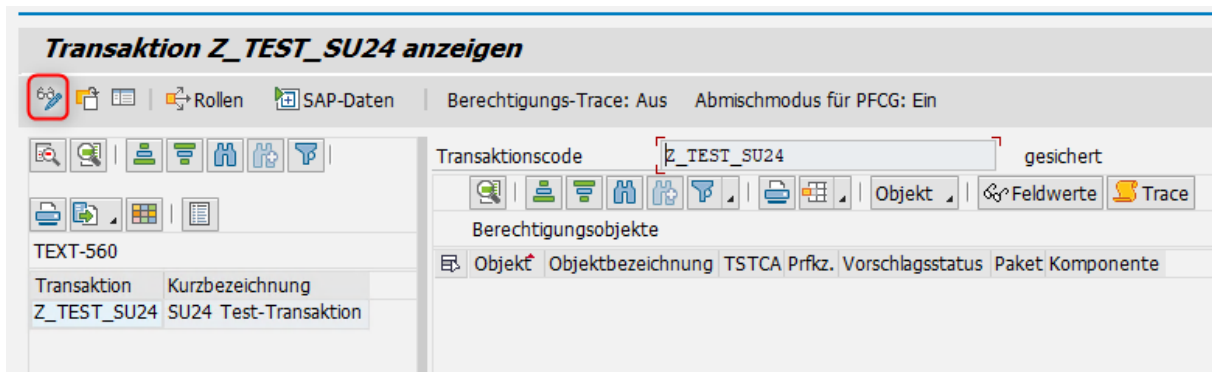 Transaktion Z_TEST_SU24 anzeigen
Rollen SAP-Daten Berechtigungs-Trace: Aus Abmischmodus für PFCG: Ein
Transaktionscode Z_TEST_SU24 gesichert
Objekt Feldwerte Trace
Berechtigungsobjekte
TEXT-560
Objekt Objektbezeichnung TSTCA Prfkz. Vorschlagsstatus Paket Komponente
Transaktion Kurzbezeichnung
Z_TEST_SU24 SU24 Test-Transaktion